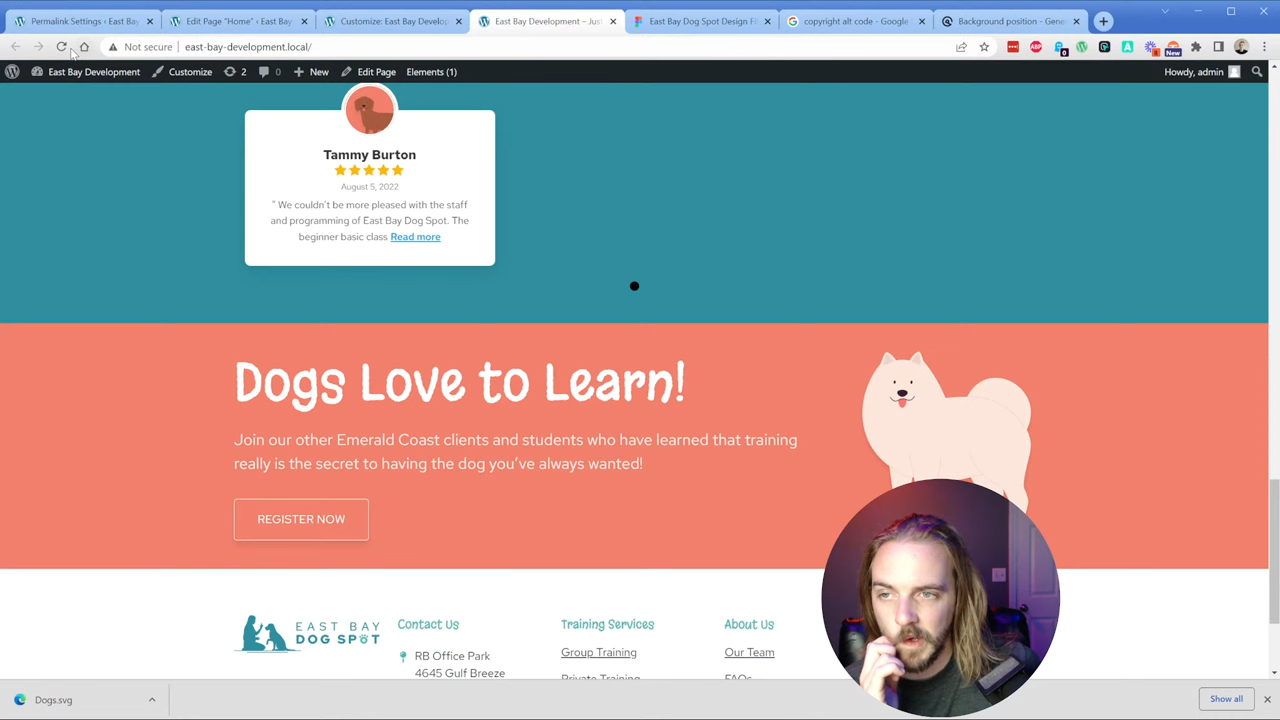 Permalink Settings ‹ East Bay
Edit Page "Home" ‹ East Bay
Customize: East Bay Develop
East Bay Development – Jus
East Bay Dog Spot Design F
copyright alt code - Google
Background position - Gene
Not secure
east-bay-development.local/
New
East Bay Development
Customize
2
0
New
Edit Page
Elements (1)
Howdy, admin
Tammy Burton
August 5, 2022
" We couldn't be more pleased with the staff
and programming of East Bay Dog Spot. The
beginner basic class Read more
Dogs Love to Learn!
Join our other Emerald Coast clients and students who have learned that training
really is the secret to having the dog you've always wanted!
REGISTER NOW
EAST BAY
DOG SPOT
Contact Us
RB Office Park
4645 Gulf Breeze
Training Services
Group Training
Private Training
About Us
Our Team
FAQs
Dogs.svg
Show all